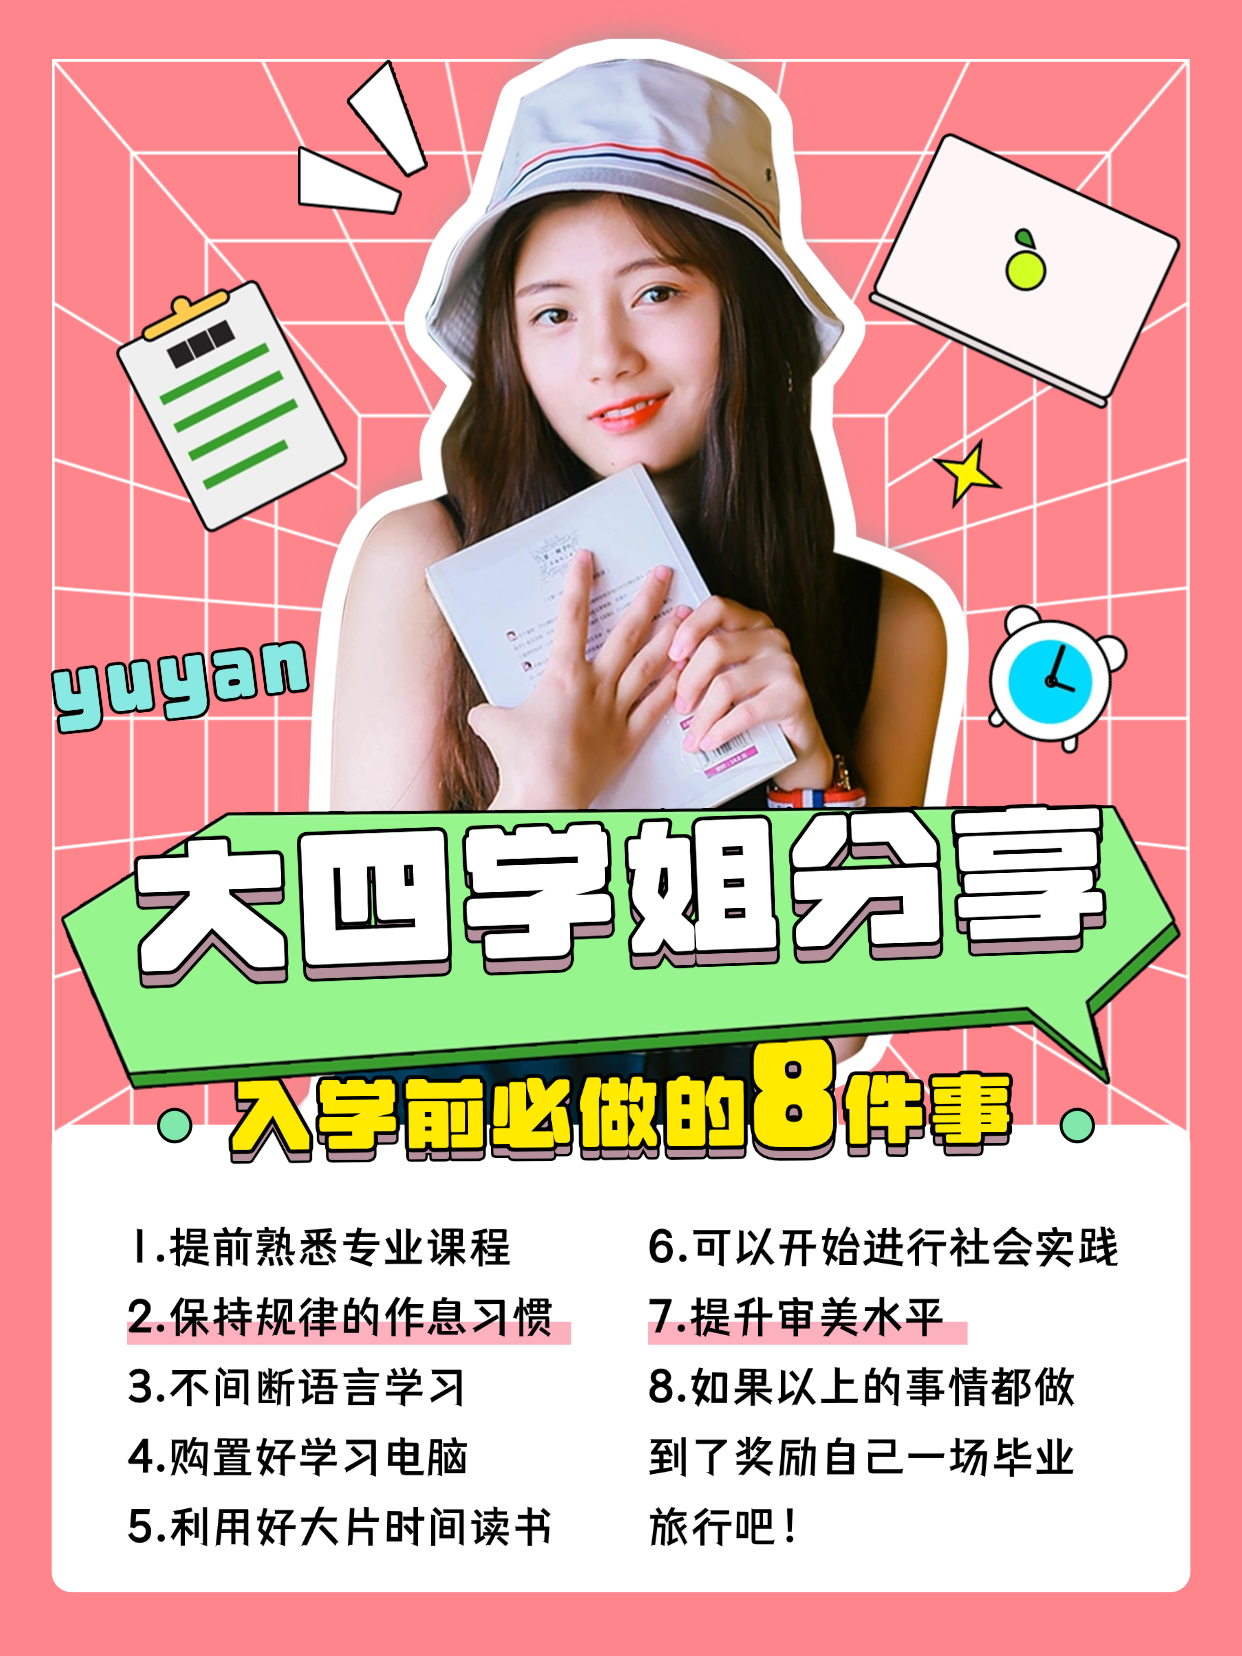 yuyan
大四学姐分享
入学前必做的8件事
1.提前熟悉专业课程
2.保持规律的作息习惯
3.不间断语言学习
4.购置好学习电脑
5.利用好大片时间读书
6.可以开始进行社会实践
7.提升审美水平
8.如果以上的事情都做
到了奖励自己一场毕业
旅行吧！